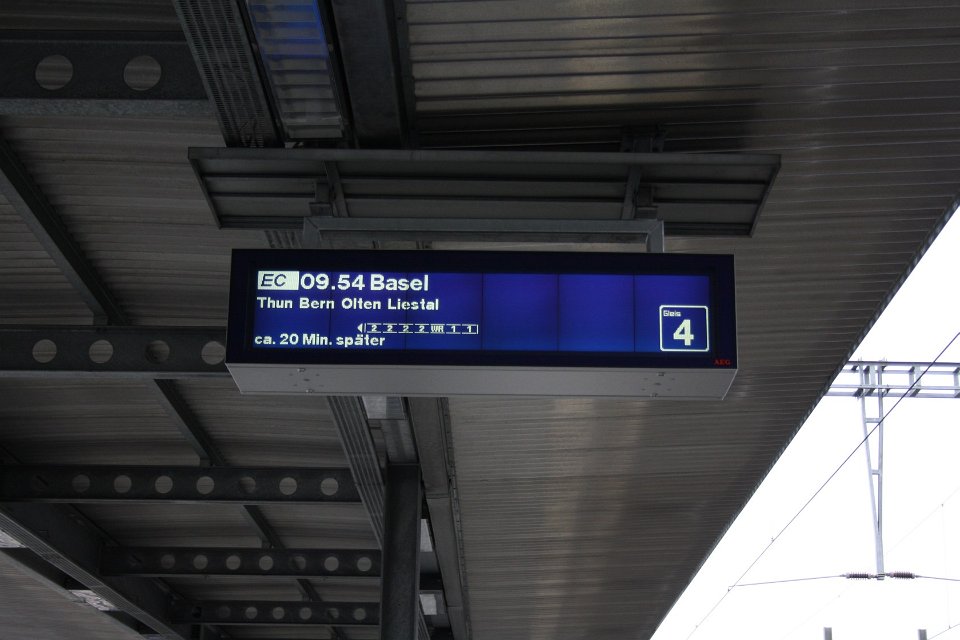 EC 09.54 Basel
Thun Bern Olten Liestal
2 2 2 2 WR 1 1
ca. 20 Min. später
Gleis
4
AEG